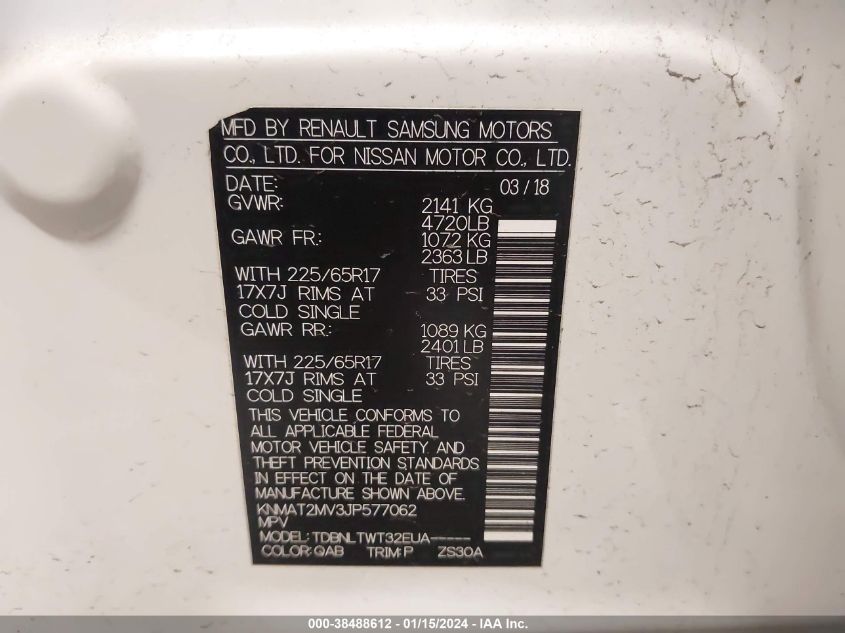 MFD BY RENAULT SAMSUNG MOTORS
CO., LTD. FOR NISSAN MOTOR CO., LTD.
DATE: 03 / 18
GVWR: 2141 KG
4720LB
GAWR FR.: 1072 KG
2363LB
WITH 225/65R17 TIRES
17X7J RIMS AT 33 PSI
COLD SINGLE
GAWR RR.: 1089 KG
2401LB
WITH 225/65R17 TIRES
17X7J RIMS AT 33 PSI
COLD SINGLE
THIS VEHICLE CONFORMS TO
ALL APPLICABLE FEDERAL
MOTOR VEHICLE SAFETY AND
THEFT PREVENTION STANDARDS
IN EFFECT ON THE DATE OF
MANUFACTURE SHOWN ABOVE.
KNMAT2MV3JP577062
MPV
MODEL: TDBNLTWT32EUA-----
COLOR: QAB TRIM: P ZS30A
000-38488612 - 01/15/2024 - IAA Inc.